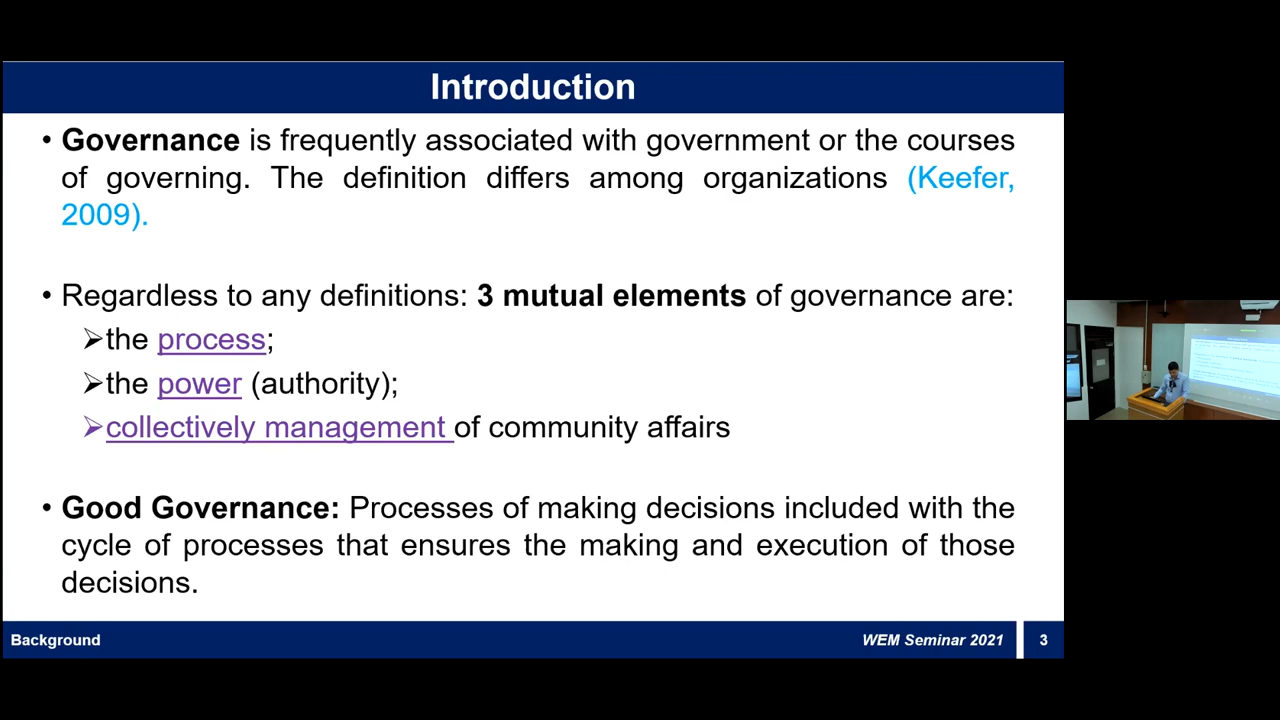 Introduction
• Governance is frequently associated with government or the courses
of governing. The definition differs among organizations (Keefer,
2009).
• Regardless to any definitions: 3 mutual elements of governance are:
➢the process;
➢the power (authority);
➢collectively management of community affairs
• Good Governance: Processes of making decisions included with the
cycle of processes that ensures the making and execution of those
decisions.
Background
WEM Seminar 2021
3